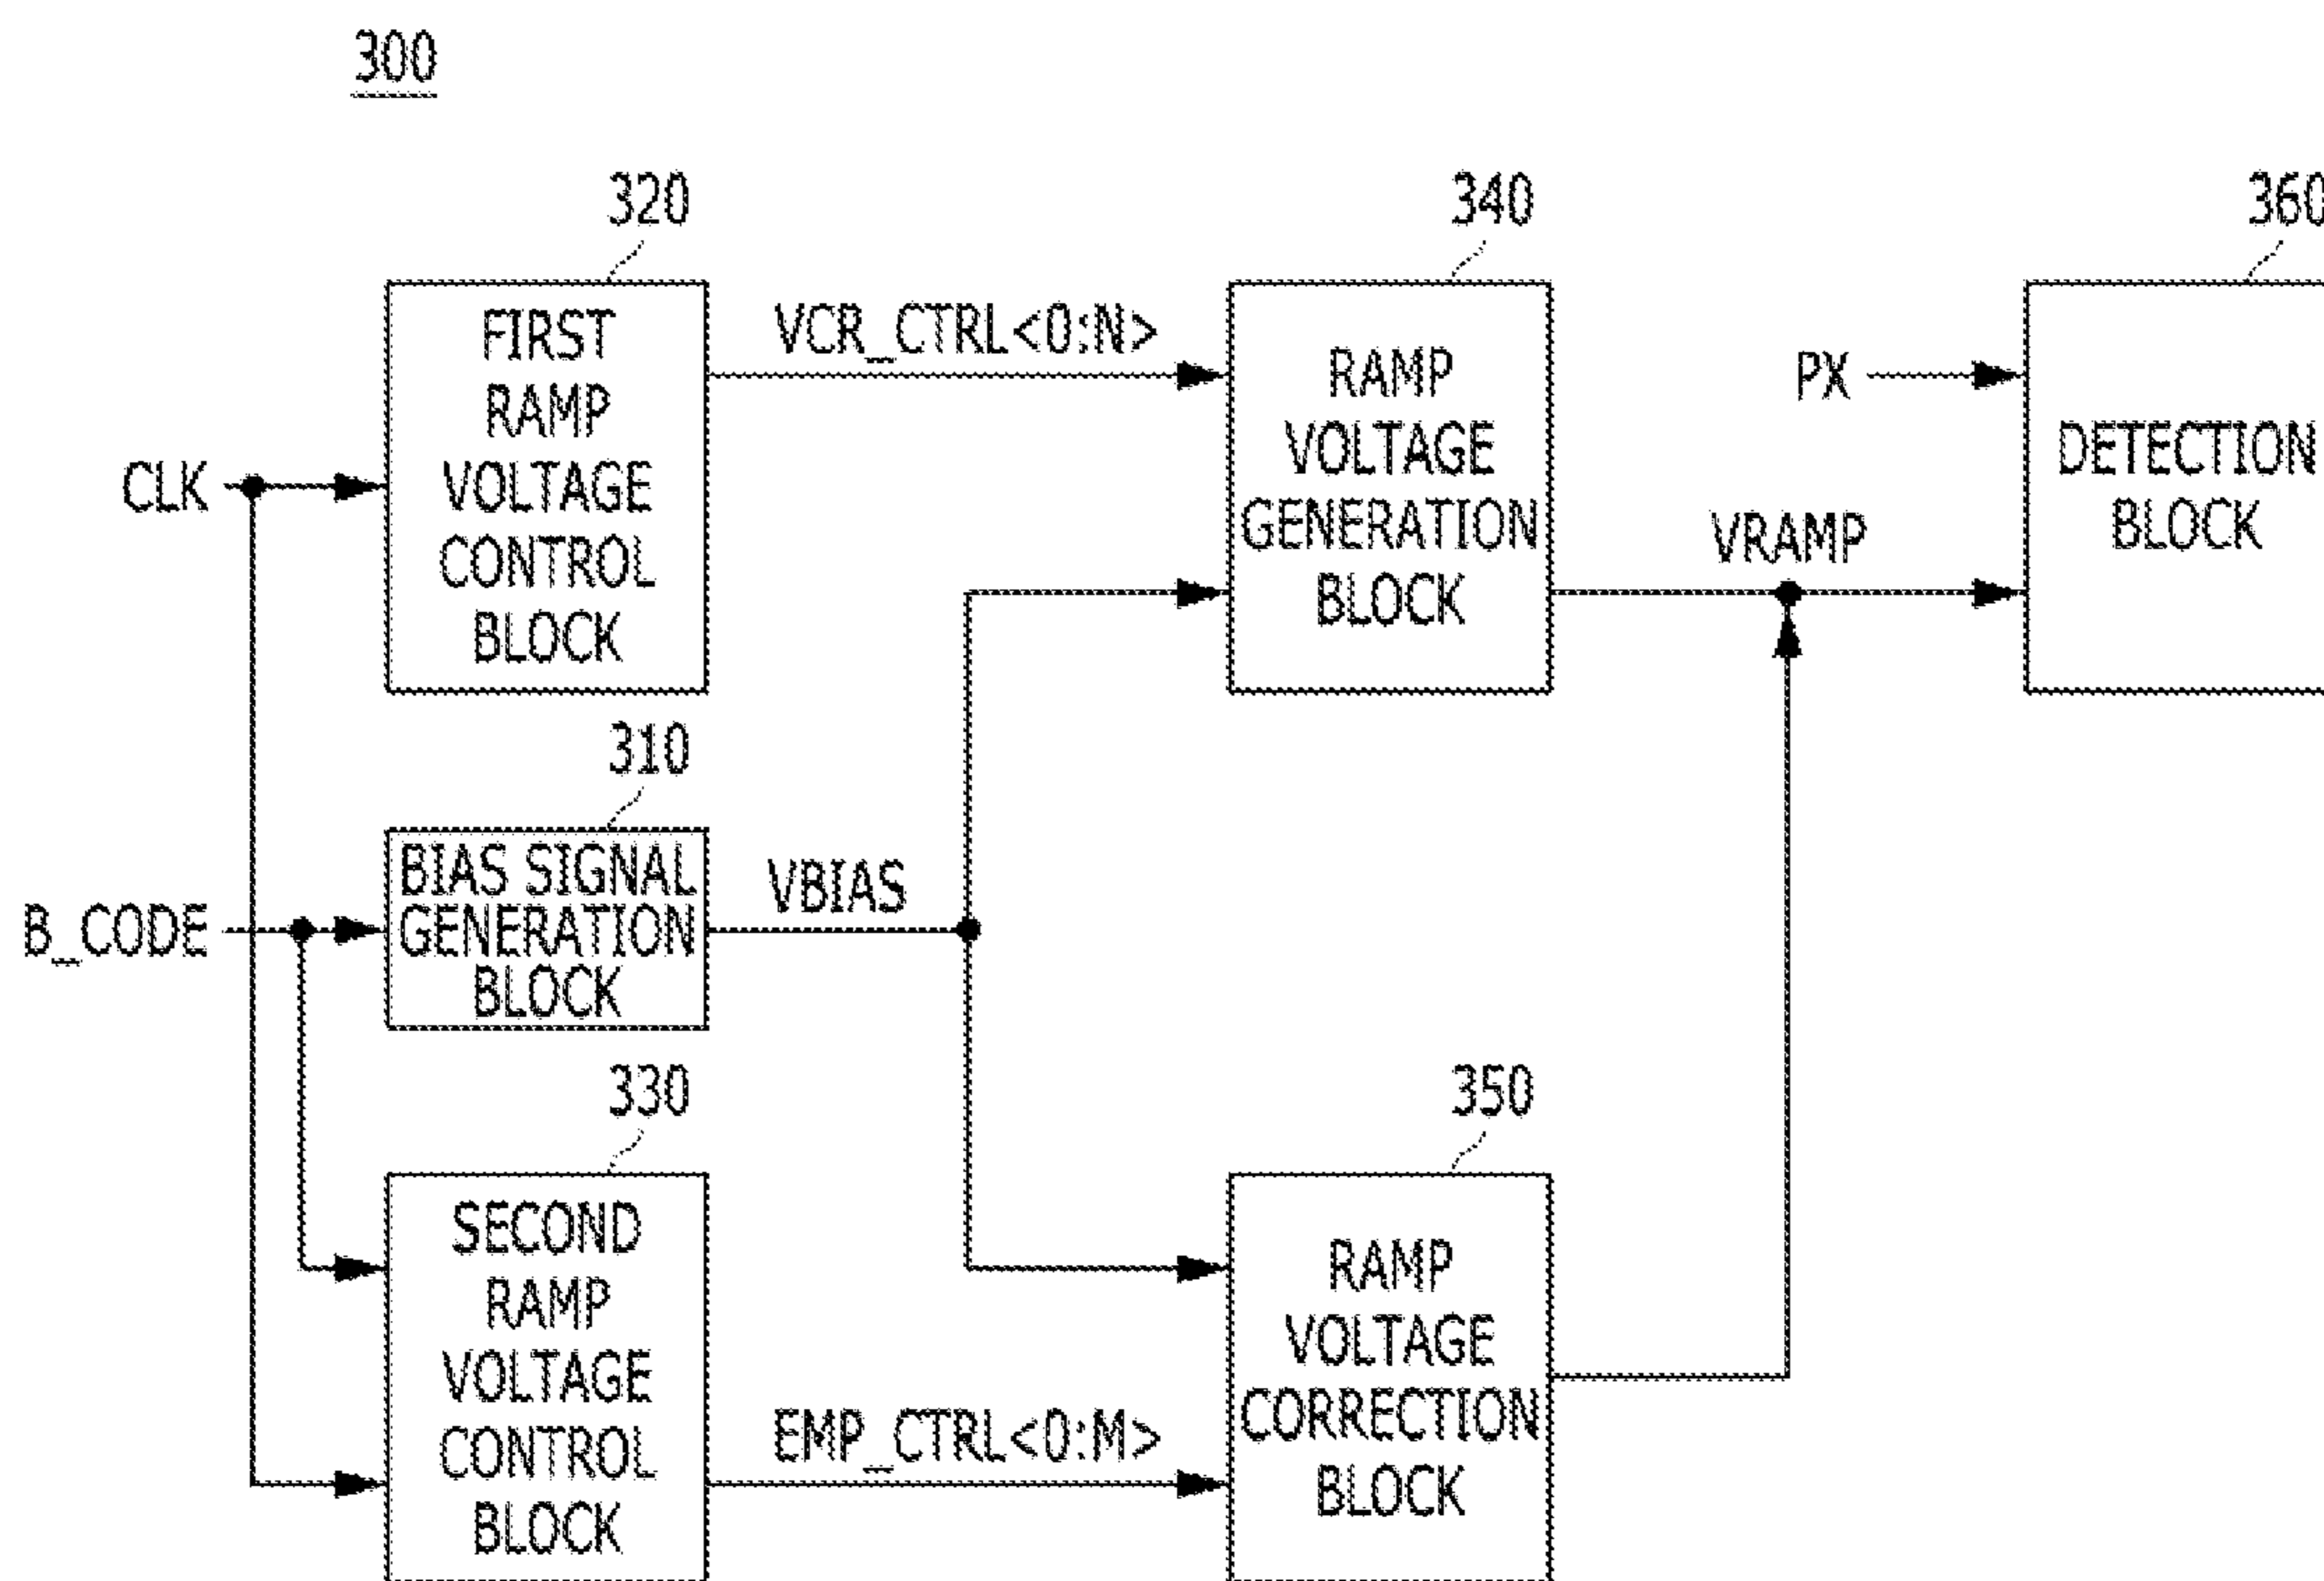 300
320
340
360
FIRST
RAMP
VOLTAGE
CONTROL
BLOCK
VCR_CTRL<0:N>
RAMP
VOLTAGE
GENERATION
BLOCK
PX
DETECTION
BLOCK
CLK
VRAMP
310
B_CODE
BIAS SIGNAL
GENERATION
BLOCK
VBIAS
330
350
SECOND
RAMP
VOLTAGE
CONTROL
BLOCK
EMP_CTRL<0:M>
RAMP
VOLTAGE
CORRECTION
BLOCK